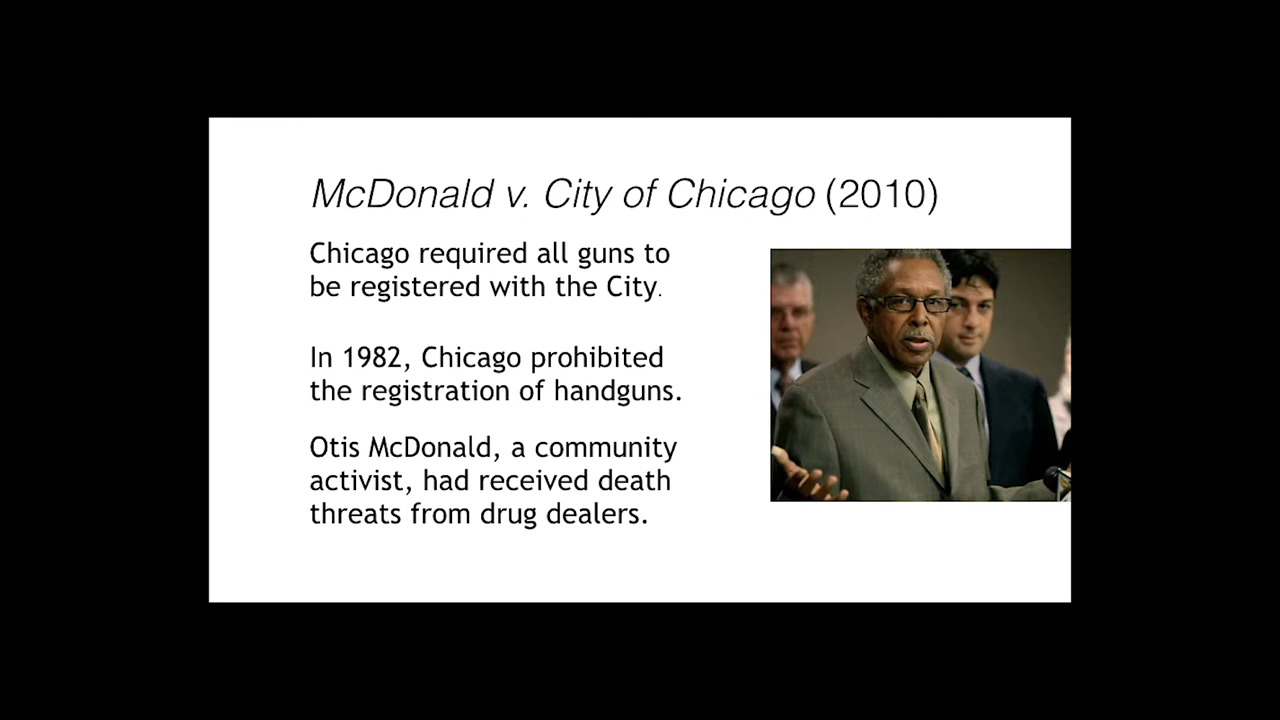 McDonald v. City of Chicago (2010)
Chicago required all guns to
be registered with the City.
In 1982, Chicago prohibited
the registration of handguns.
Otis McDonald, a community
activist, had received death
threats from drug dealers.